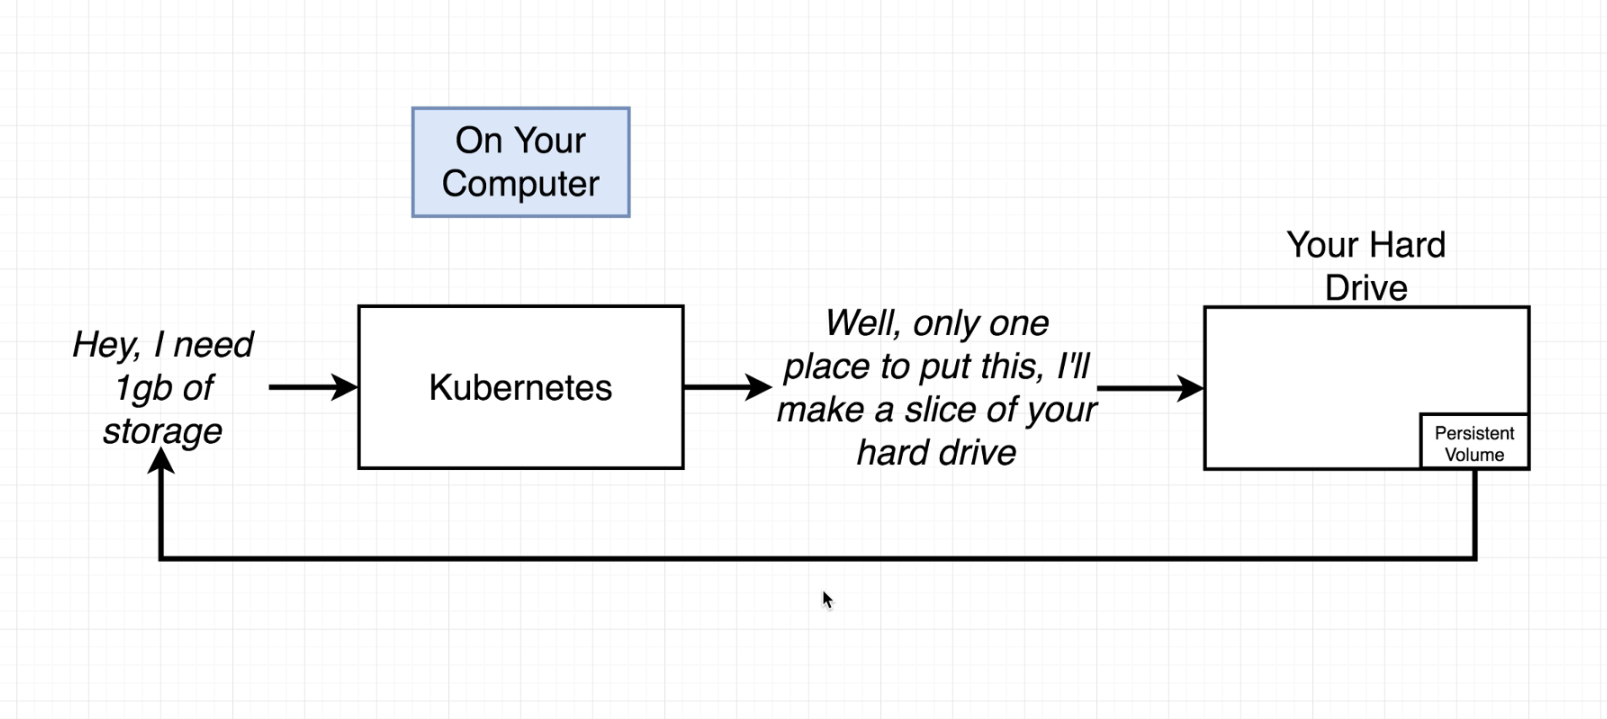 On Your
Computer
Your Hard
Drive
Hey, I need
1gb of
storage
Kubernetes
Well, only one
place to put this, I'll
make a slice of your
hard drive
Persistent
Volume